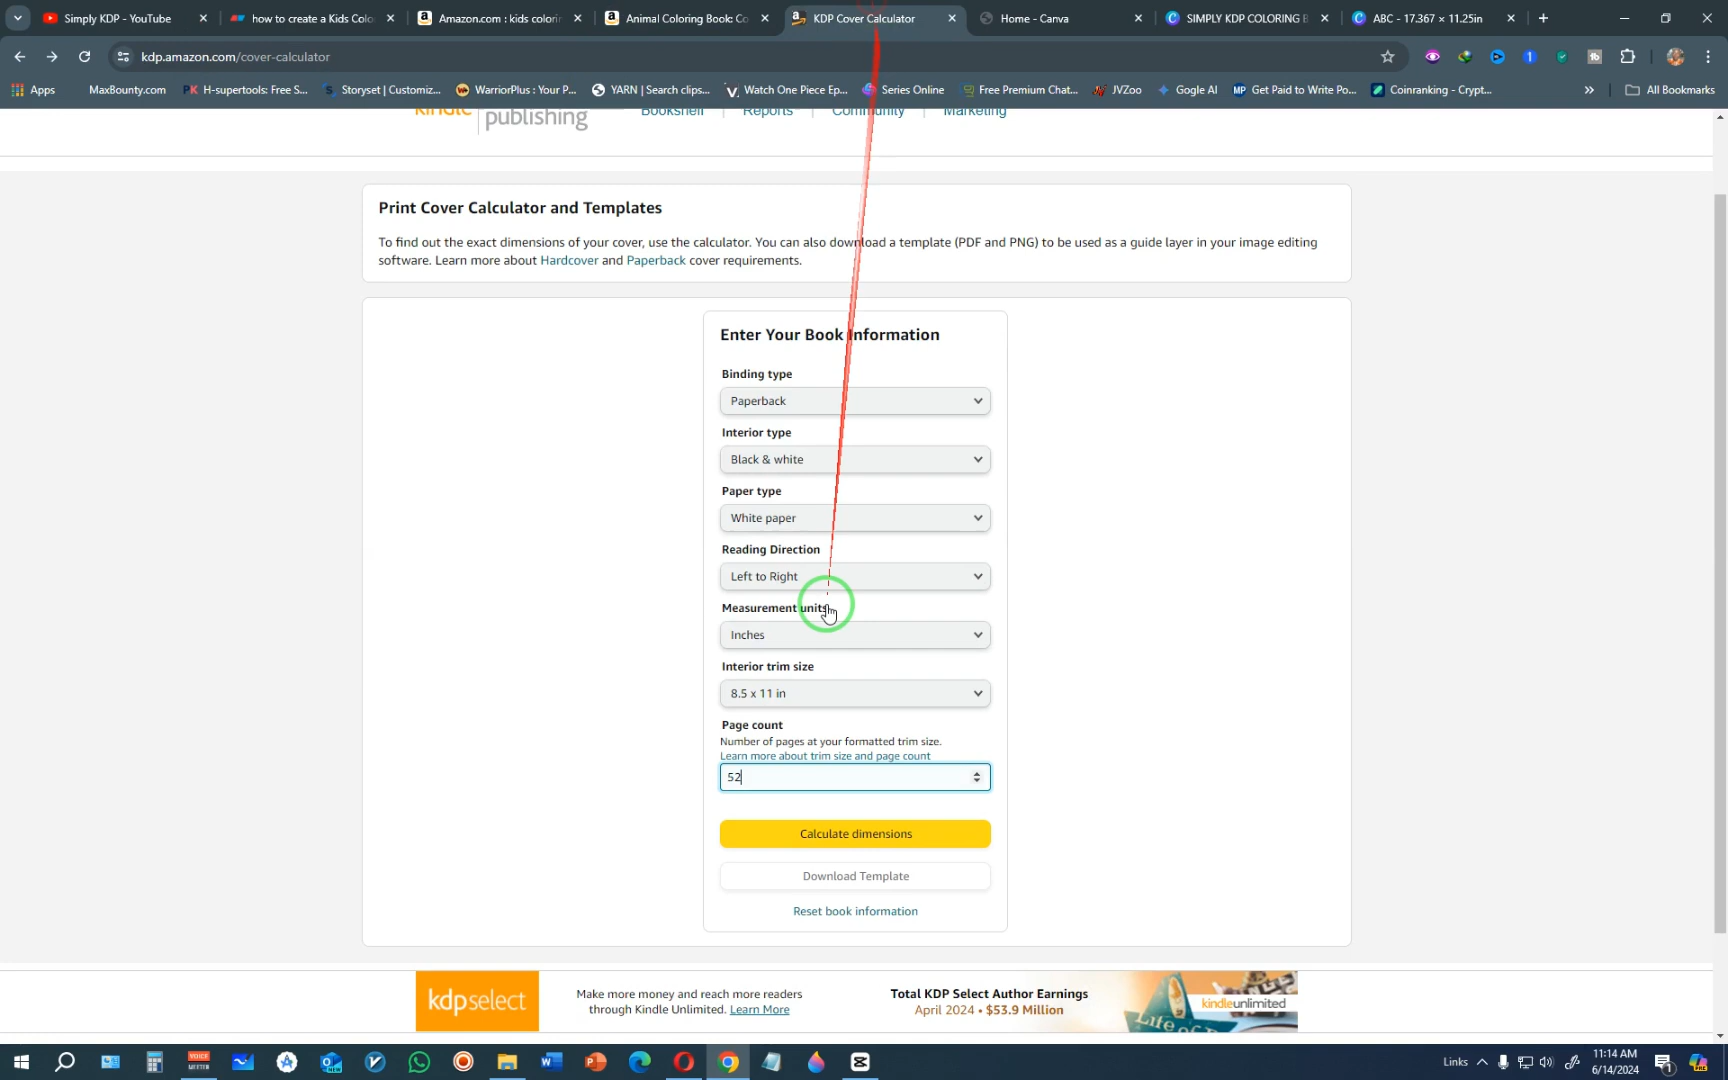 Simply KDP - YouTube
how to create a Kids Colo
Amazon.com : kids colorin
Animal Coloring Book: Co
KDP Cover Calculator
Home - Canva
SIMPLY KDP COLORING B
ABC - 17.367 × 11.25in
kdp.amazon.com/cover-calculator
Apps
MaxBounty.com
H-supertools: Free S...
Storyset | Customiz...
WarriorPlus : Your P...
YARN | Search clips...
Watch One Piece Ep...
Series Online
Free Premium Chat...
JVZoo
Gogle AI
Get Paid to Write Po...
Coinranking - Crypt...
All Bookmarks
kindle publishing
Bookshelf
Reports
Community
Marketing
Print Cover Calculator and Templates
To find out the exact dimensions of your cover, use the calculator. You can also download a template (PDF and PNG) to be used as a guide layer in your image editing
software. Learn more about Hardcover and Paperback cover requirements.
Enter Your Book Information
Binding type
Paperback
Interior type
Black & white
Paper type
White paper
Reading Direction
Left to Right
Measurement units
Inches
Interior trim size
8.5 x 11 in
Page count
Number of pages at your formatted trim size.
Learn more about trim size and page count
52
Calculate dimensions
Download Template
Reset book information
kdpselect
Make more money and reach more readers
through Kindle Unlimited. Learn More
Total KDP Select Author Earnings
April 2024 • $53.9 Million
kindleunlimited
Links
11:14 AM
6/14/2024